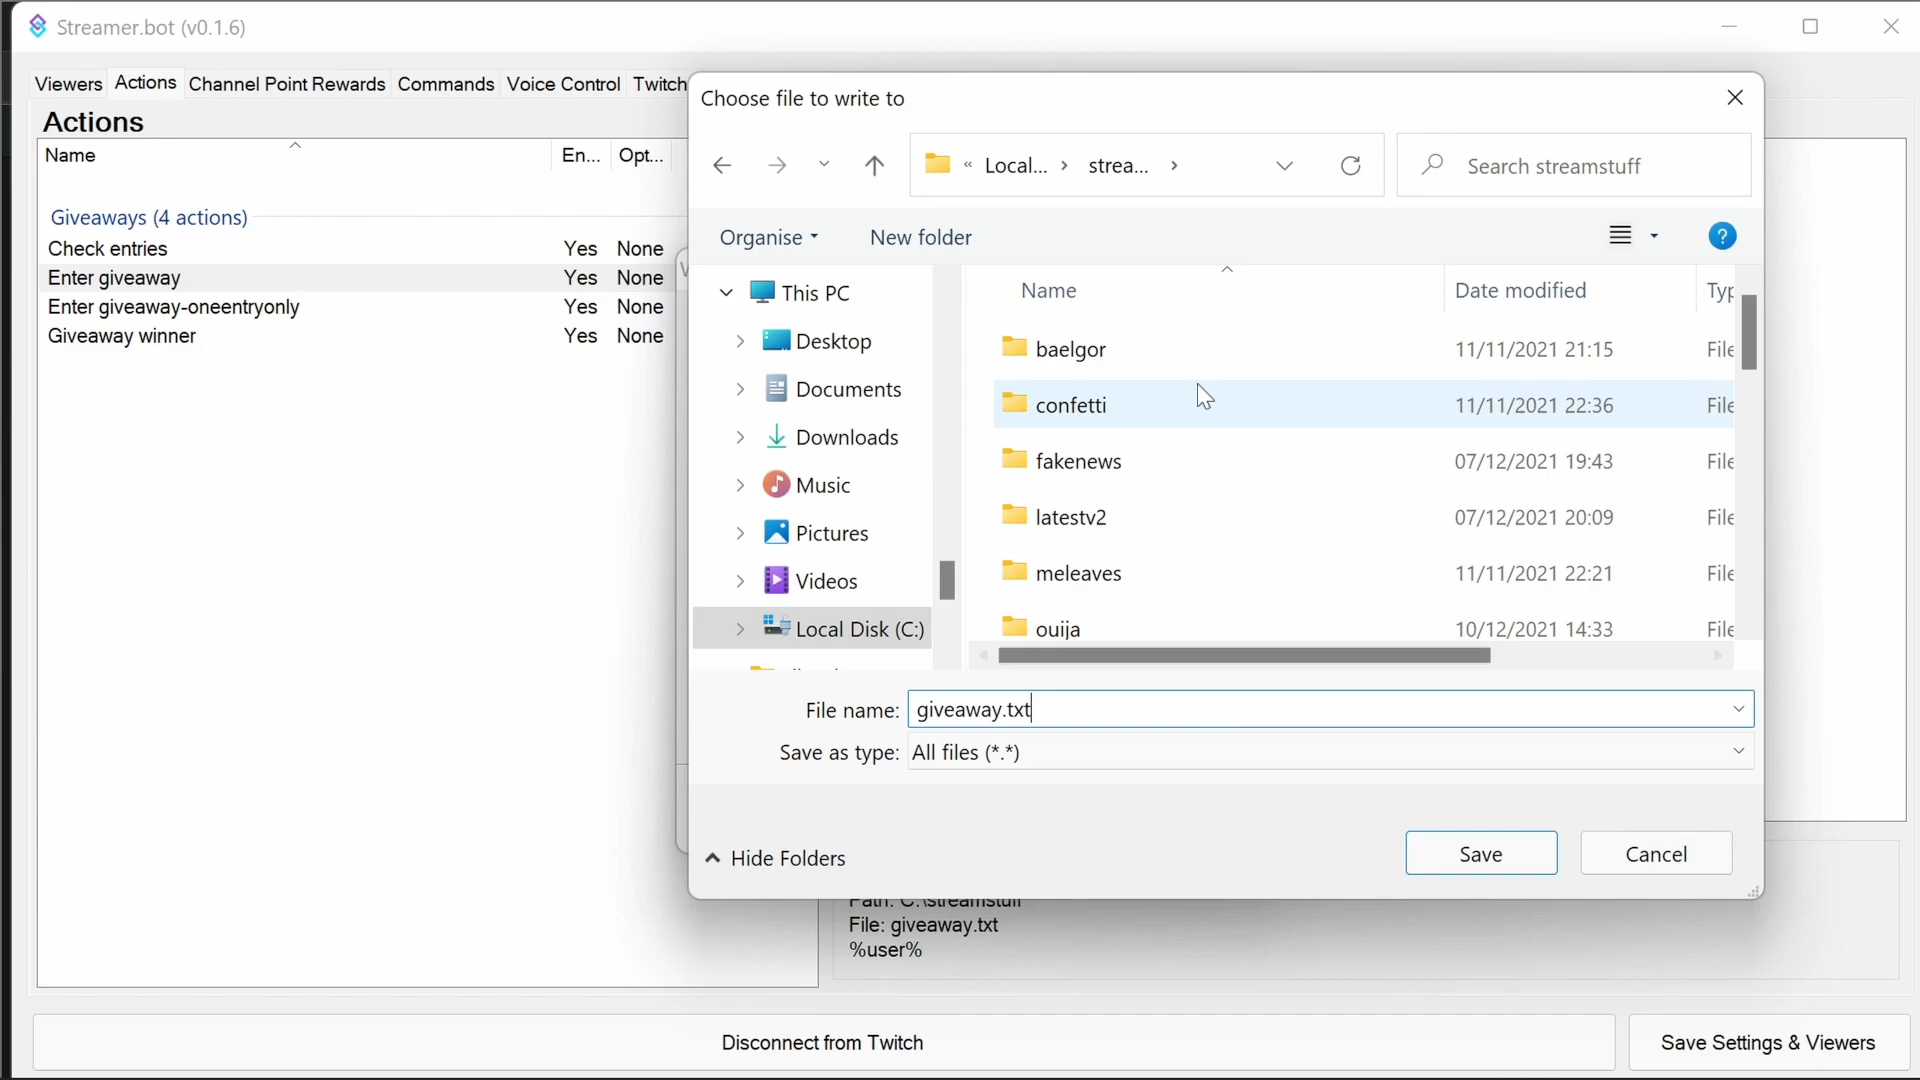 Streamer.bot (v0.1.6)
Viewers Actions Channel Point Rewards Commands Voice Control Twitch
Actions
Name En... Opt...
Giveaways (4 actions)
Check entries Yes None
Enter giveaway Yes None
Enter giveaway-oneentryonly Yes None
Giveaway winner Yes None
Choose file to write to
« Local... › strea... ›
Search streamstuff
Organise New folder
?
This PC
Desktop
Documents
Downloads
Music
Pictures
Videos
Local Disk (C:)
Name Date modified Typ
baelgor 11/11/2021 21:15 File
confetti 11/11/2021 22:36 File
fakenews 07/12/2021 19:43 File
latestv2 07/12/2021 20:09 File
meleaves 11/11/2021 22:21 File
ouija 10/12/2021 14:33 File
File name: giveaway.txt
Save as type: All files (*.*)
Hide Folders
Save Cancel
Path: C:\streamstuff
File: giveaway.txt
%user%
Disconnect from Twitch
Save Settings & Viewers